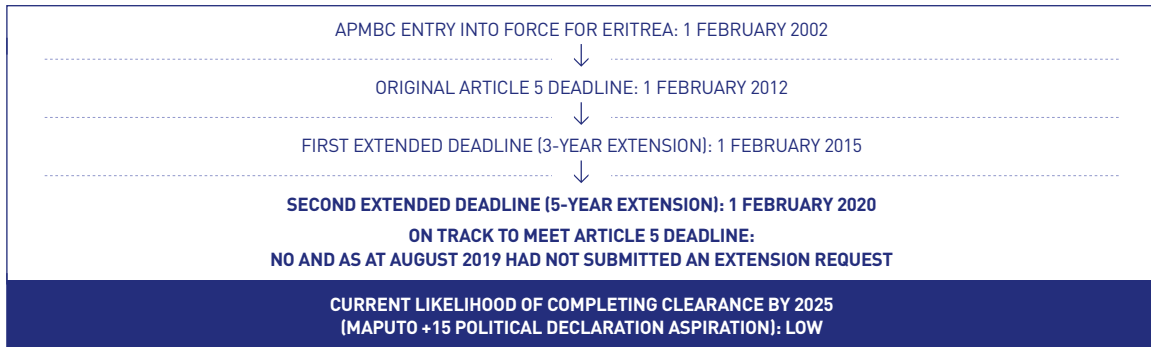 APMBC ENTRY INTO FORCE FOR ERITREA: 1 FEBRUARY 2002
ORIGINAL ARTICLE 5 DEADLINE: 1 FEBRUARY 2012
FIRST EXTENDED DEADLINE (3-YEAR EXTENSION): 1 FEBRUARY 2015
SECOND EXTENDED DEADLINE (5-YEAR EXTENSION): 1 FEBRUARY 2020
ON TRACK TO MEET ARTICLE 5 DEADLINE:
NO AND AS AT AUGUST 2019 HAD NOT SUBMITTED AN EXTENSION REQUEST
CURRENT LIKELIHOOD OF COMPLETING CLEARANCE BY 2025
(MAPUTO +15 POLITICAL DECLARATION ASPIRATION): LOW